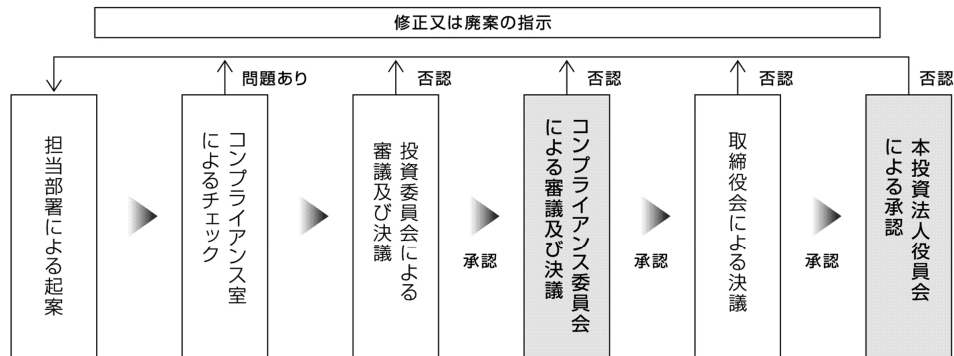 修正又は廃案の指示
問題あり
否認
否認
否認
否認
担当部署による起案
コンプライアンス室
によるチェック
投資委員会による
審議及び決議
承認
コンプライアンス委員会
による審議及び決議
承認
取締役会による決議
承認
本投資法人役員会
による承認